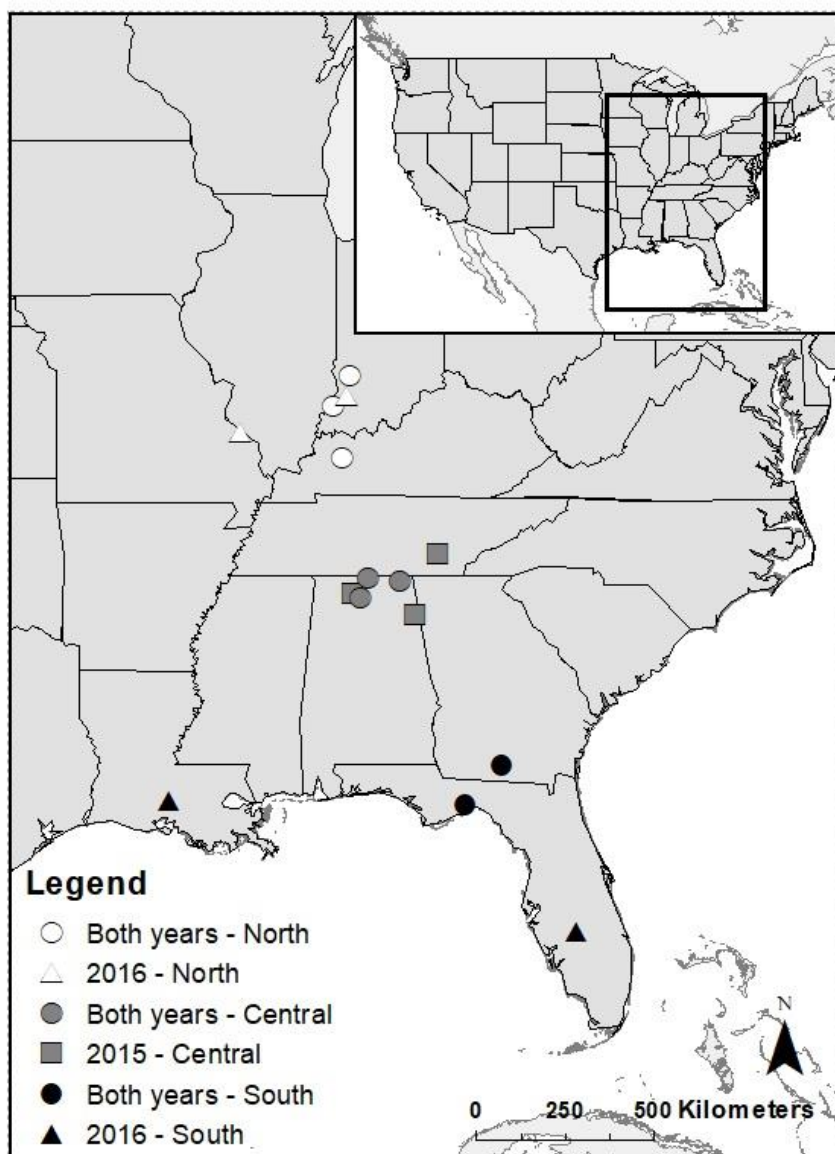 Legend
Both years - North
2016 - North
Both years - Central
2015 - Central
Both years - South
2016 - South
N
0 250 500 Kilometers